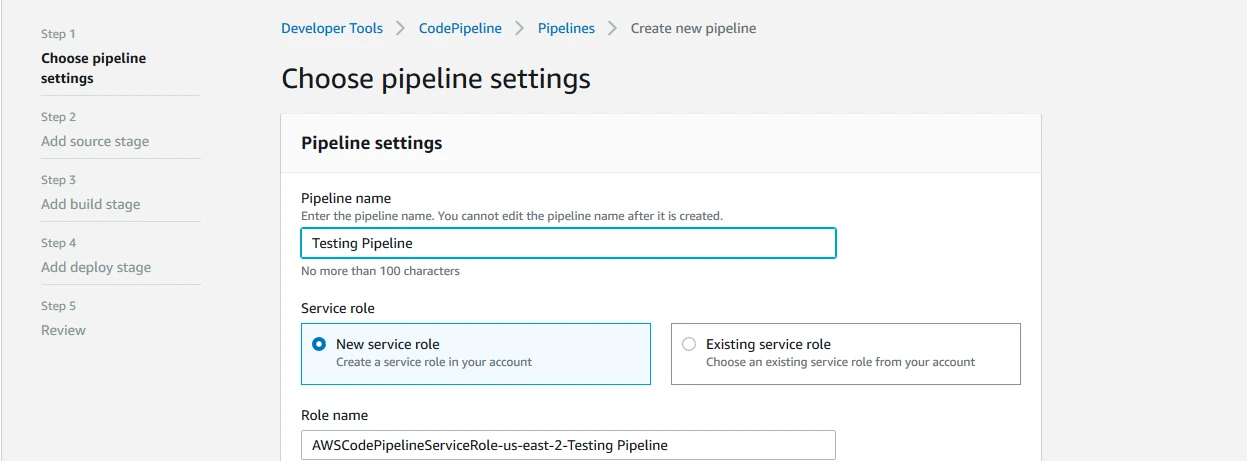 Developer Tools > CodePipeline > Pipelines > Create new pipeline
Step 1
Choose pipeline
settings
Step 2
Add source stage
Step 3
Add build stage
Step 4
Add deploy stage
Step 5
Review
Choose pipeline settings
Pipeline settings
Pipeline name
Enter the pipeline name. You cannot edit the pipeline name after it is created.
Testing Pipeline
No more than 100 characters
Service role
New service role
Create a service role in your account
Existing service role
Choose an existing service role from your account
Role name
AWSCodePipelineServiceRole-us-east-2-Testing Pipeline